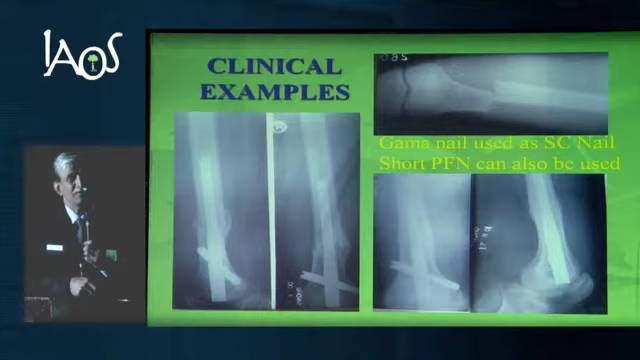 IAOS
CLINICAL
EXAMPLES
Gama nail used as SC Nail
Short PFN can also be used